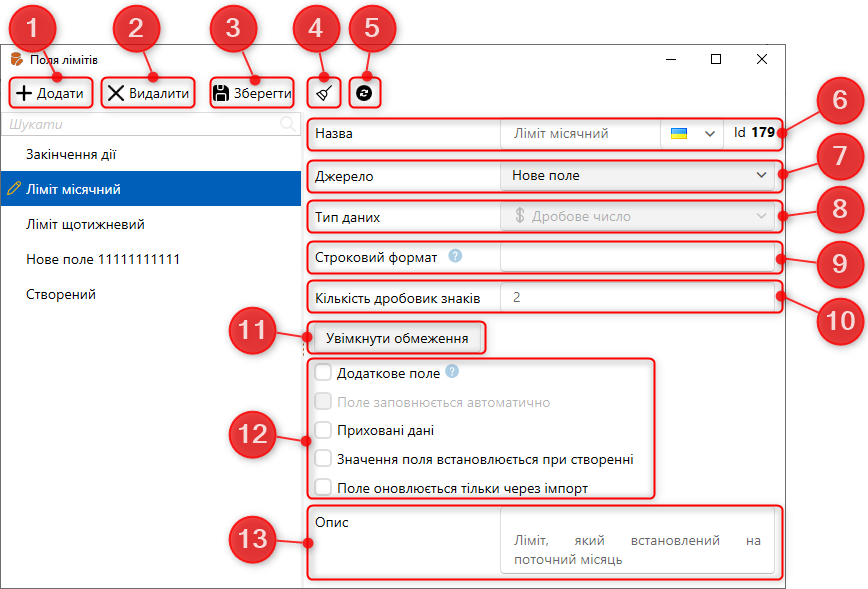 1 2 3 4 5
Поля лімітів
Додати Видалити Зберегти
Шукати
Закінчення дії
Ліміт місячний
Ліміт щотижневий
Нове поле 11111111111
Створений
Назва Ліміт місячний Id 179 6
Джерело Нове поле 7
Тип даних $ Дробове число 8
Строковий формат ? 9
Кількість дробовик знаків 2 10
11 Увімкнути обмеження
Додаткове поле ?
Поле заповнюється автоматично
12 Приховані дані
Значення поля встановлюється при створенні
Поле оновлюється тільки через імпорт
13 Опис
Ліміт, який встановлений на
поточний місяць